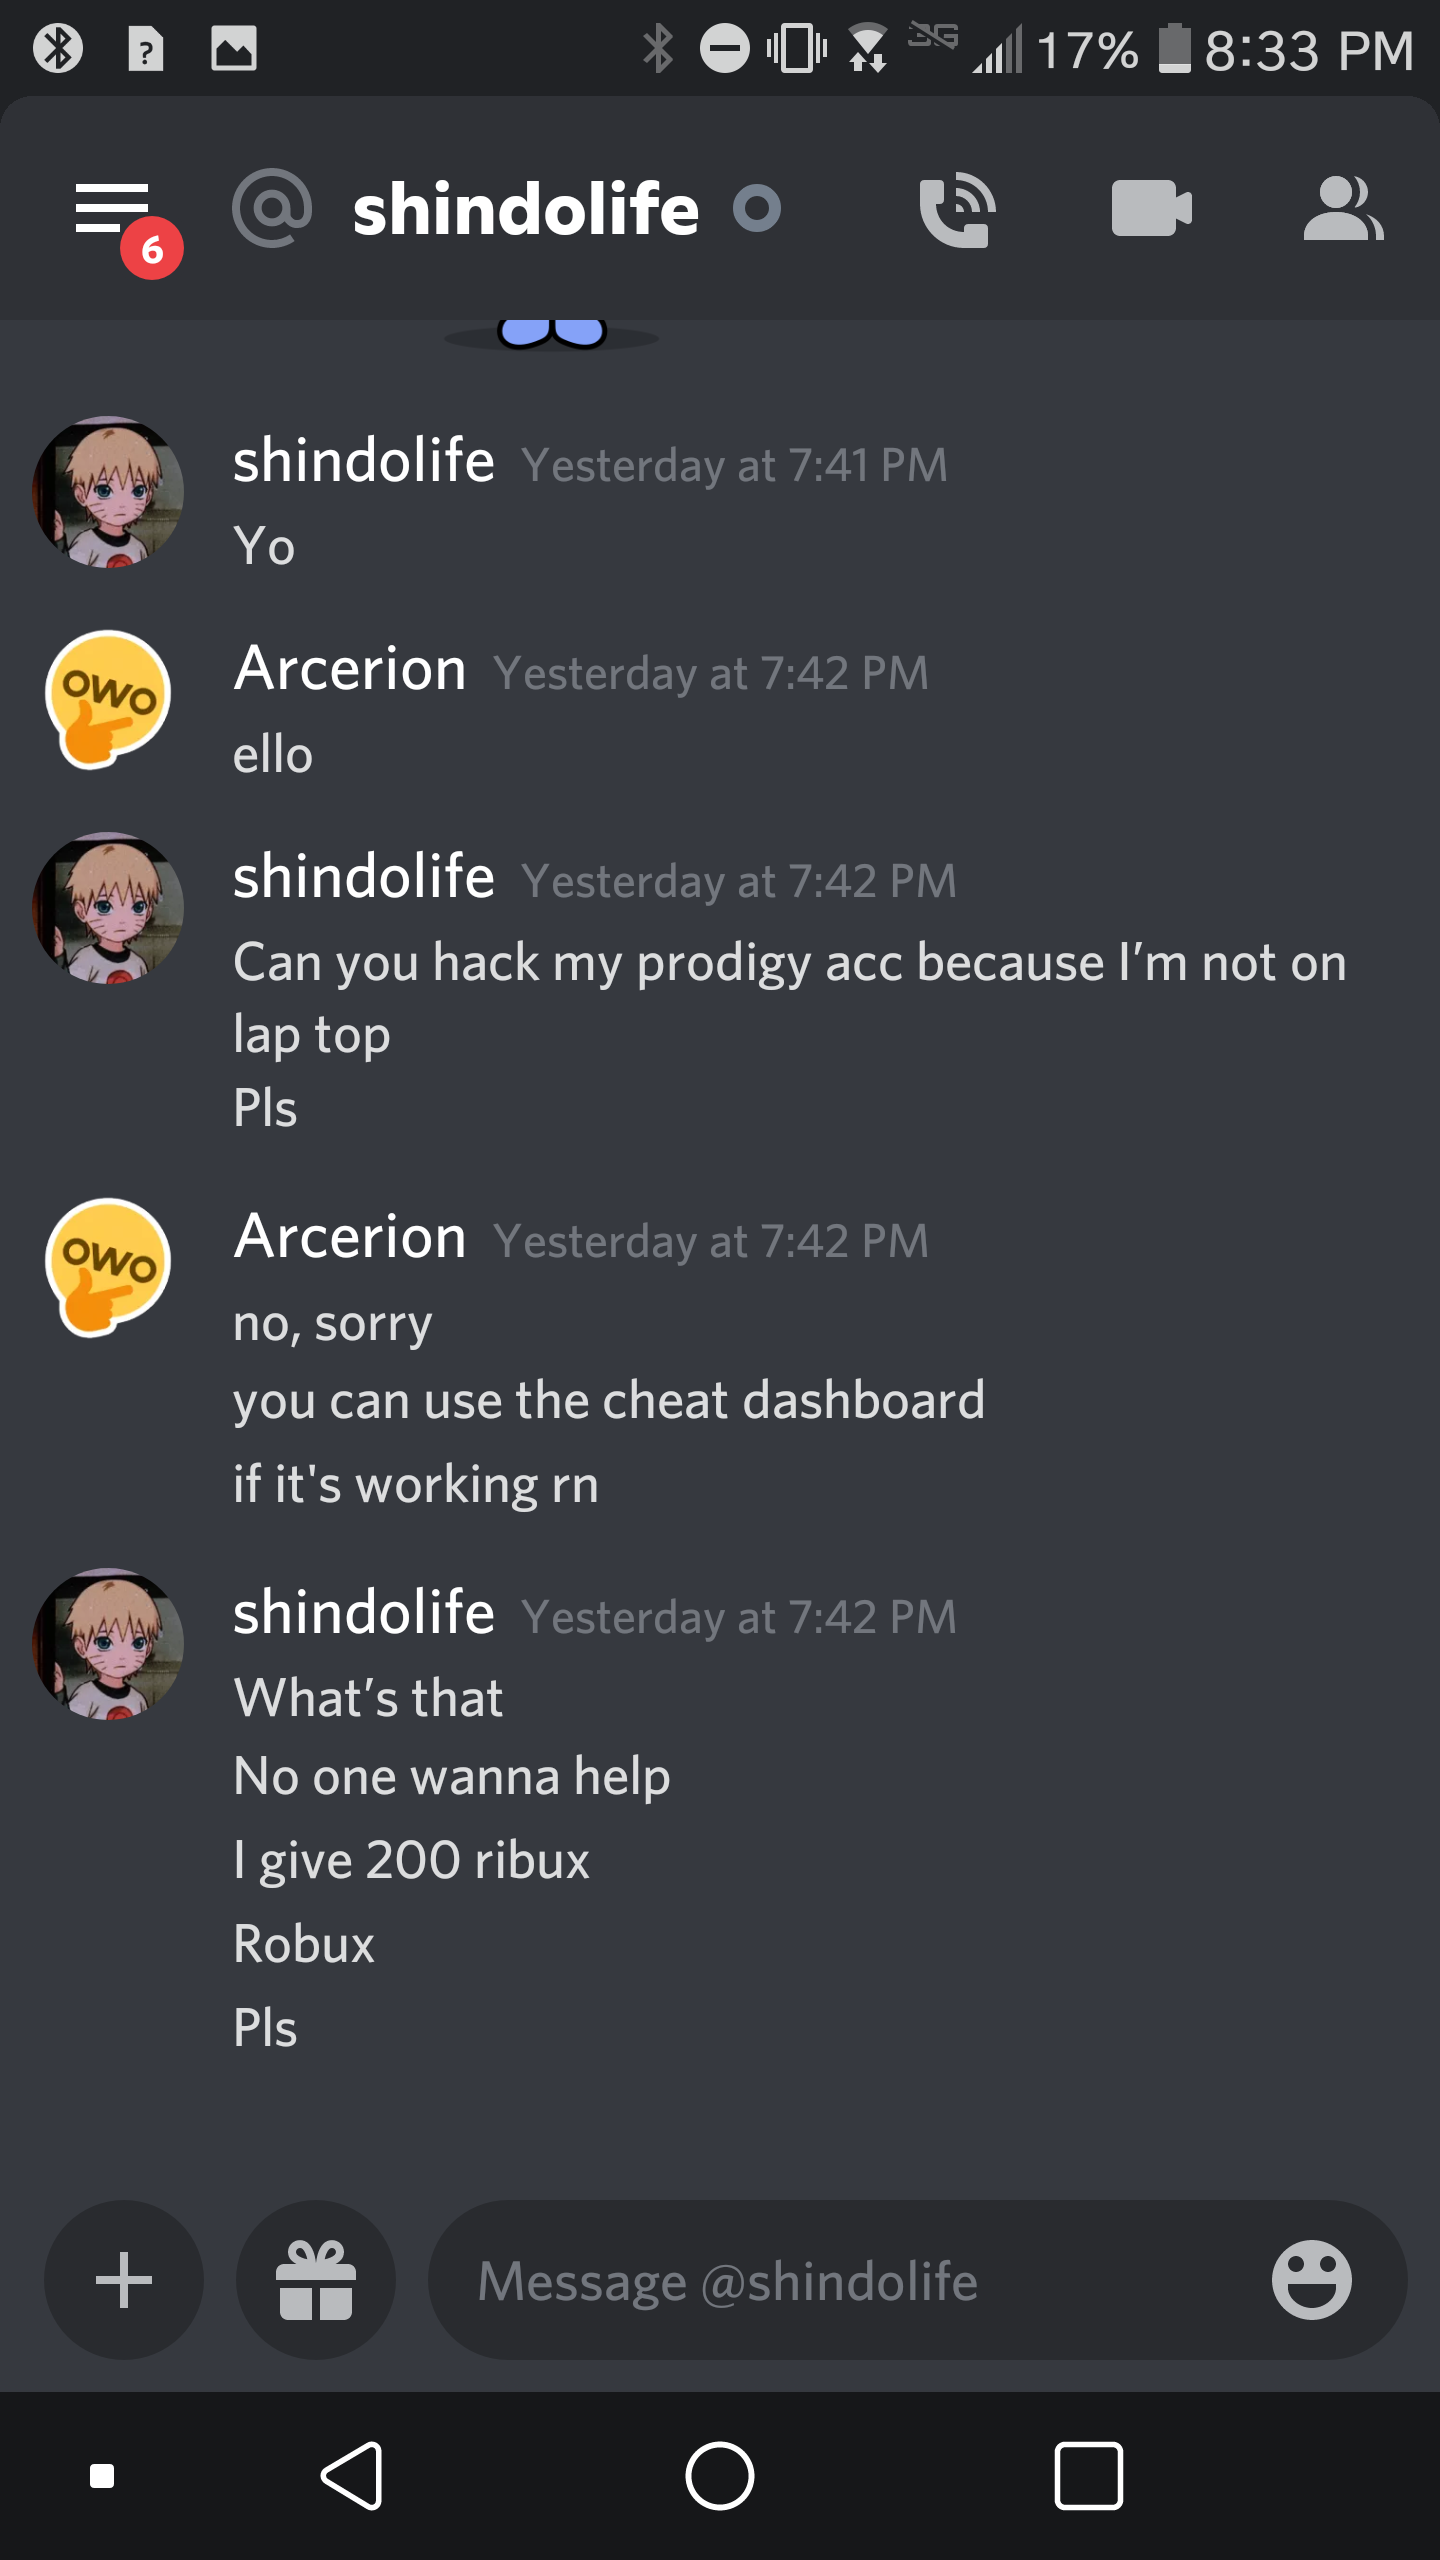 17% 8:33 PM
6
shindolife
shindolife Yesterday at 7:41 PM
Yo
OWO
Arcerion Yesterday at 7:42 PM
ello
shindolife Yesterday at 7:42 PM
Can you hack my prodigy acc because I’m not on
lap top
Pls
OWO
Arcerion Yesterday at 7:42 PM
no, sorry
you can use the cheat dashboard
if it's working rn
shindolife Yesterday at 7:42 PM
What’s that
No one wanna help
I give 200 ribux
Robux
Pls
Message @shindolife